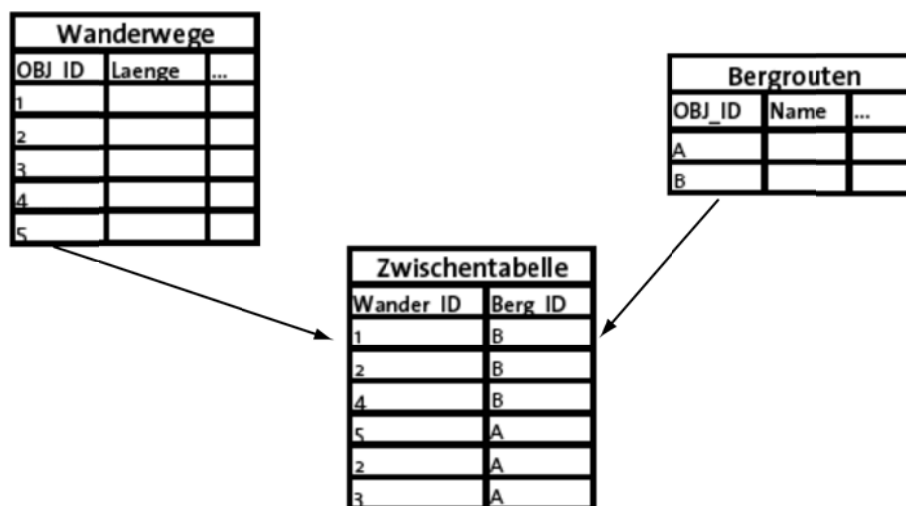 Wanderwege
OBJ_ID Laenge ...
1
2
3
4
5
Bergrouten
OBJ_ID Name ...
A
B
Zwischentabelle
Wander_ID Berg_ID
1 B
2 B
4 B
5 A
2 A
3 A